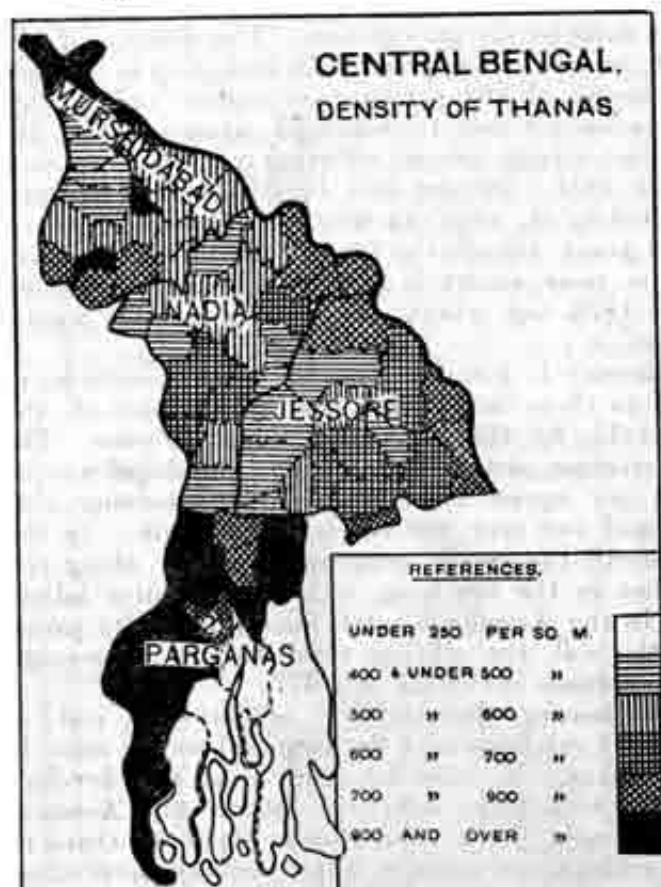 CENTRAL BENGAL,
DENSITY OF THANAS.
MURSHIDABAD
NADIA
JESSORE
PARGANAS
REFERENCES.
UNDER 250 PER SQ. M.
400 & UNDER 500 "
500 " 600 "
600 " 700 "
700 " 900 "
900 AND OVER "